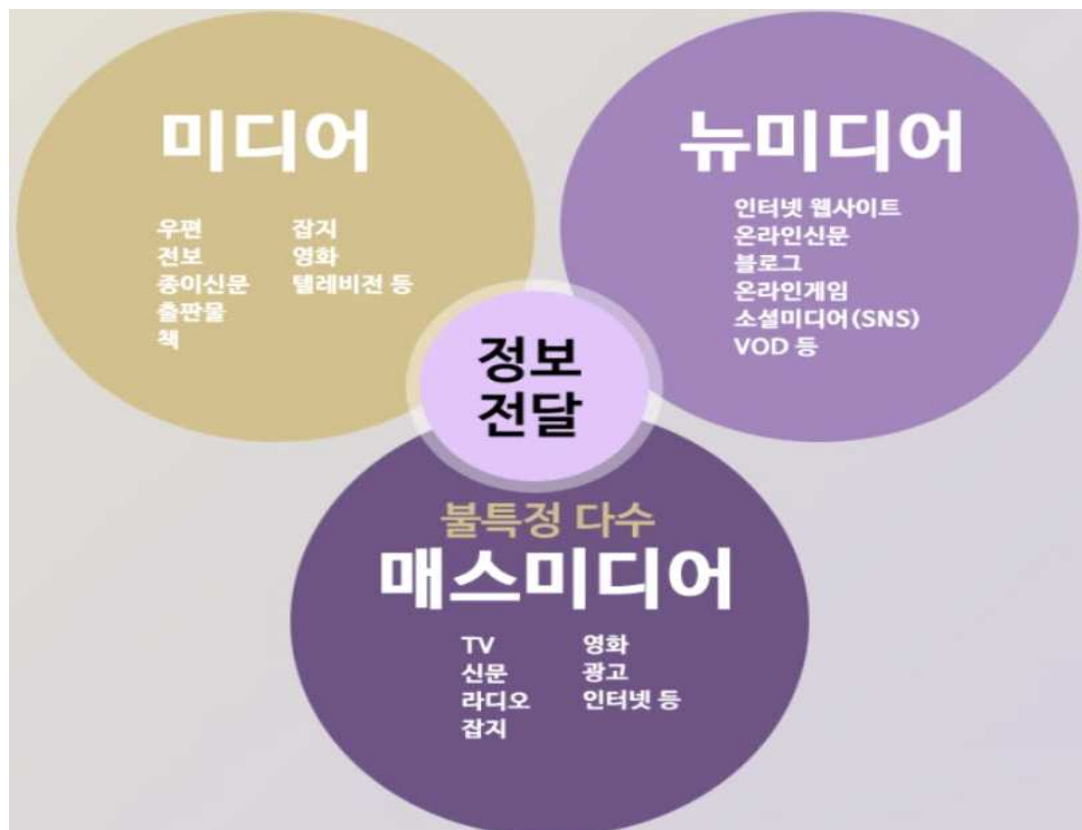 미디어
우편
전보
종이신문
출판물
책
잡지
영화
텔레비전 등
뉴미디어
인터넷 웹사이트
온라인신문
블로그
온라인게임
소셜미디어(SNS)
VOD 등
정보
전달
불특정 다수
매스미디어
TV
신문
라디오
잡지
영화
광고
인터넷 등